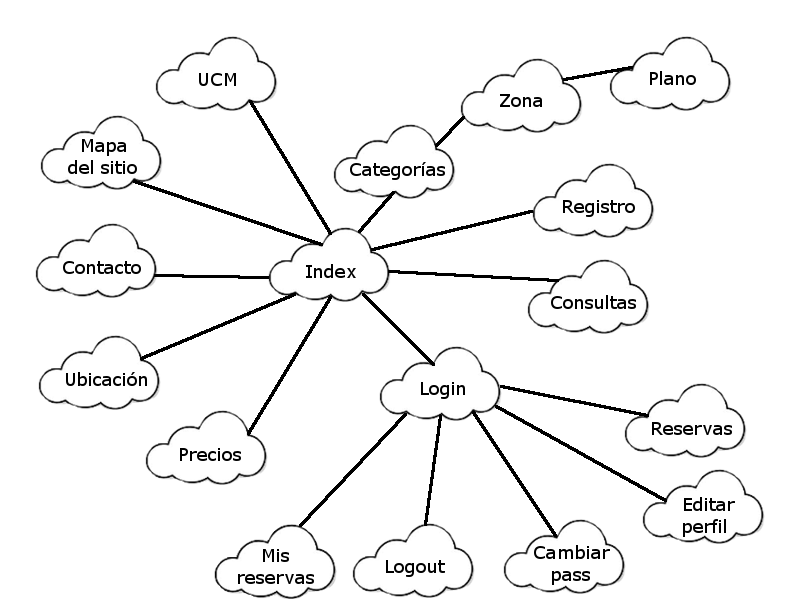 UCM
Plano
Zona
Mapa
del sitio
Categorías
Registro
Contacto
Index
Consultas
Ubicación
Login
Reservas
Precios
Editar
perfil
Mis
reservas
Logout
Cambiar
pass